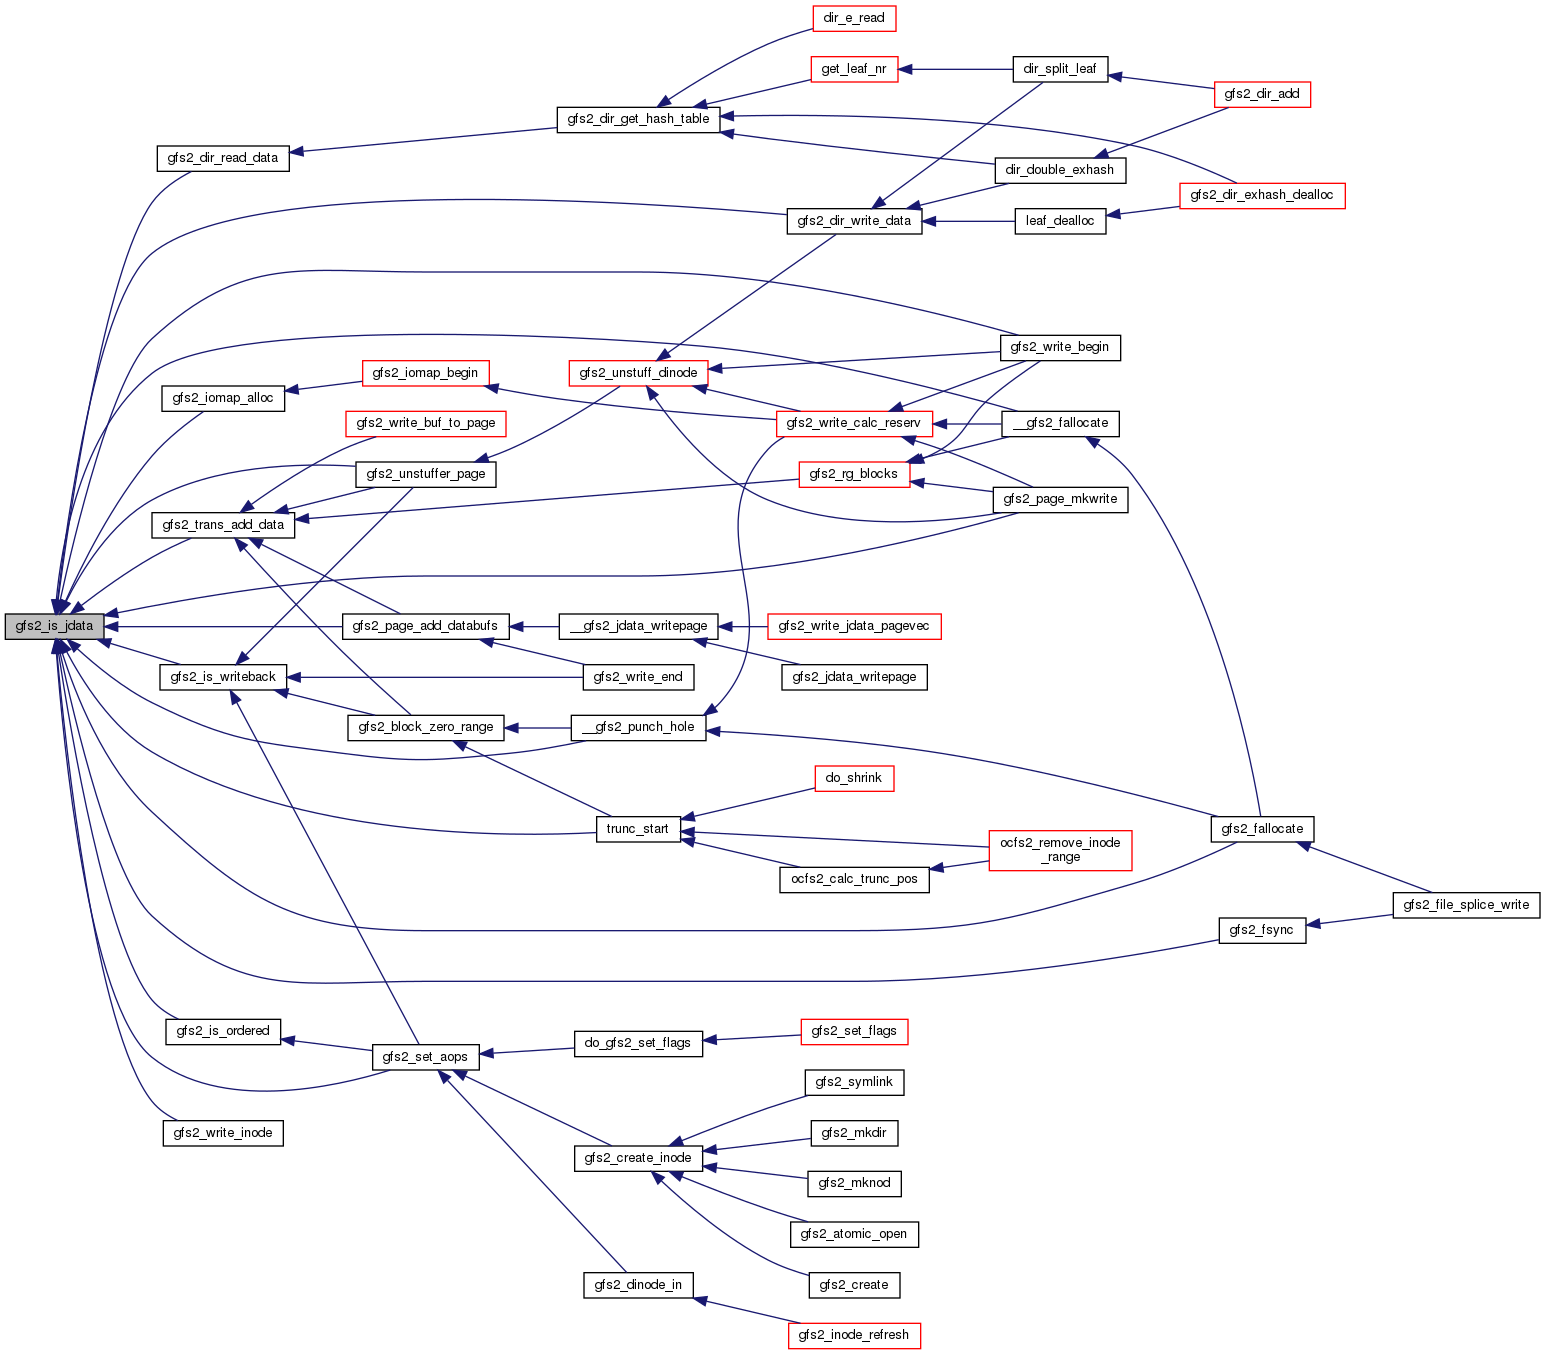 dir_e_read
get_leaf_nr
dir_split_leaf
gfs2_dir_add
gfs2_dir_get_hash_table
gfs2_dir_read_data
dir_double_exhash
gfs2_dir_exhash_dealloc
gfs2_dir_write_data
leaf_dealloc
gfs2_write_begin
gfs2_iomap_begin
gfs2_unstuff_dinode
gfs2_iomap_alloc
gfs2_write_buf_to_page
gfs2_write_calc_reserv
__gfs2_fallocate
gfs2_unstuffer_page
gfs2_rg_blocks
gfs2_page_mkwrite
gfs2_trans_add_data
gfs2_is_jdata
gfs2_page_add_databufs
__gfs2_jdata_writepage
gfs2_write_jdata_pagevec
gfs2_is_writeback
gfs2_write_end
gfs2_jdata_writepage
gfs2_block_zero_range
__gfs2_punch_hole
do_shrink
trunc_start
gfs2_fallocate
ocfs2_remove_inode
_range
ocfs2_calc_trunc_pos
gfs2_file_splice_write
gfs2_fsync
gfs2_is_ordered
gfs2_set_aops
do_gfs2_set_flags
gfs2_set_flags
gfs2_symlink
gfs2_write_inode
gfs2_mkdir
gfs2_create_inode
gfs2_mknod
gfs2_atomic_open
gfs2_dinode_in
gfs2_create
gfs2_inode_refresh